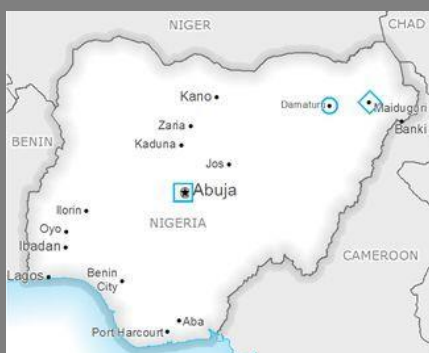 NIGER
CHAD
Kano
Damaturu
Maidugari
Zaria
Banki
BENIN
Kaduna
Jos
Abuja
Ilorin
NIGERIA
Oyo
Ibadan
CAMEROON
Lagos
Benin
City
Aba
Port Harcourt